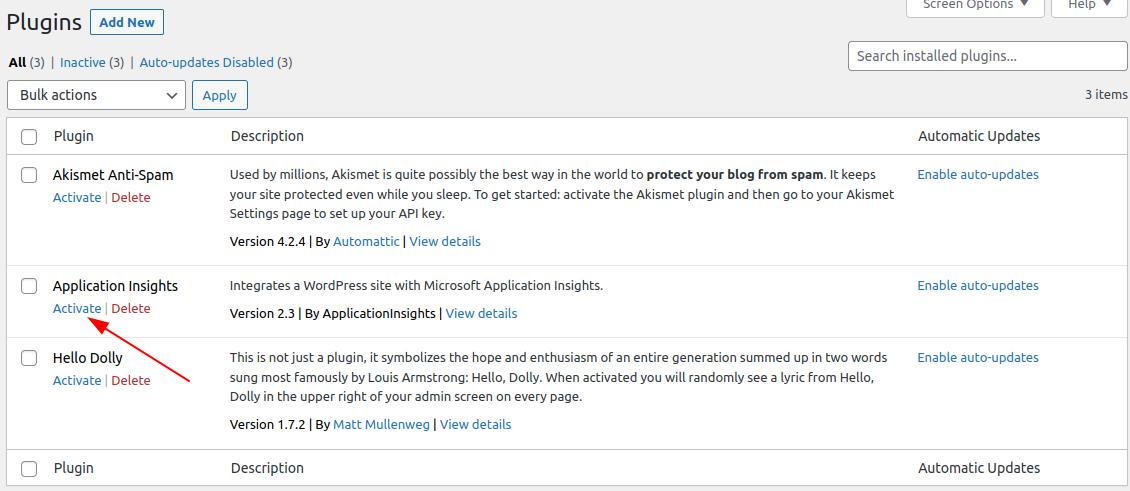 Screen Options ▼ Help ▼
Plugins Add New
All (3) | Inactive (3) | Auto-updates Disabled (3)
Search installed plugins...
Bulk actions Apply
3 items
Plugin Description Automatic Updates
Akismet Anti-Spam
Activate | Delete
Used by millions, Akismet is quite possibly the best way in the world to protect your blog from spam. It keeps
your site protected even while you sleep. To get started: activate the Akismet plugin and then go to your Akismet
Settings page to set up your API key.
Version 4.2.4 | By Automattic | View details
Enable auto-updates
Application Insights
Activate | Delete
Integrates a WordPress site with Microsoft Application Insights.
Version 2.3 | By ApplicationInsights | View details
Enable auto-updates
Hello Dolly
Activate | Delete
This is not just a plugin, it symbolizes the hope and enthusiasm of an entire generation summed up in two words
sung most famously by Louis Armstrong: Hello, Dolly. When activated you will randomly see a lyric from Hello,
Dolly in the upper right of your admin screen on every page.
Version 1.7.2 | By Matt Mullenweg | View details
Enable auto-updates
Plugin Description Automatic Updates